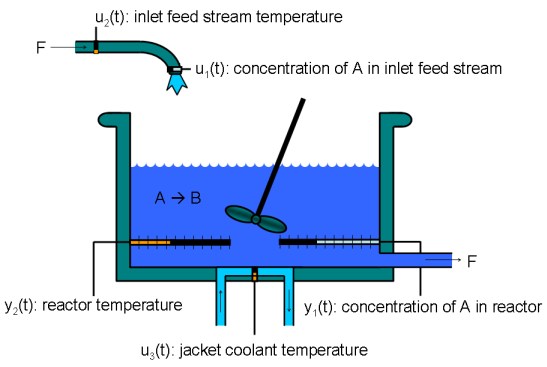 u₂(t): inlet feed stream temperature
F
u₁(t): concentration of A in inlet feed stream
A → B
F
y₂(t): reactor temperature
y₁(t): concentration of A in reactor
u₃(t): jacket coolant temperature